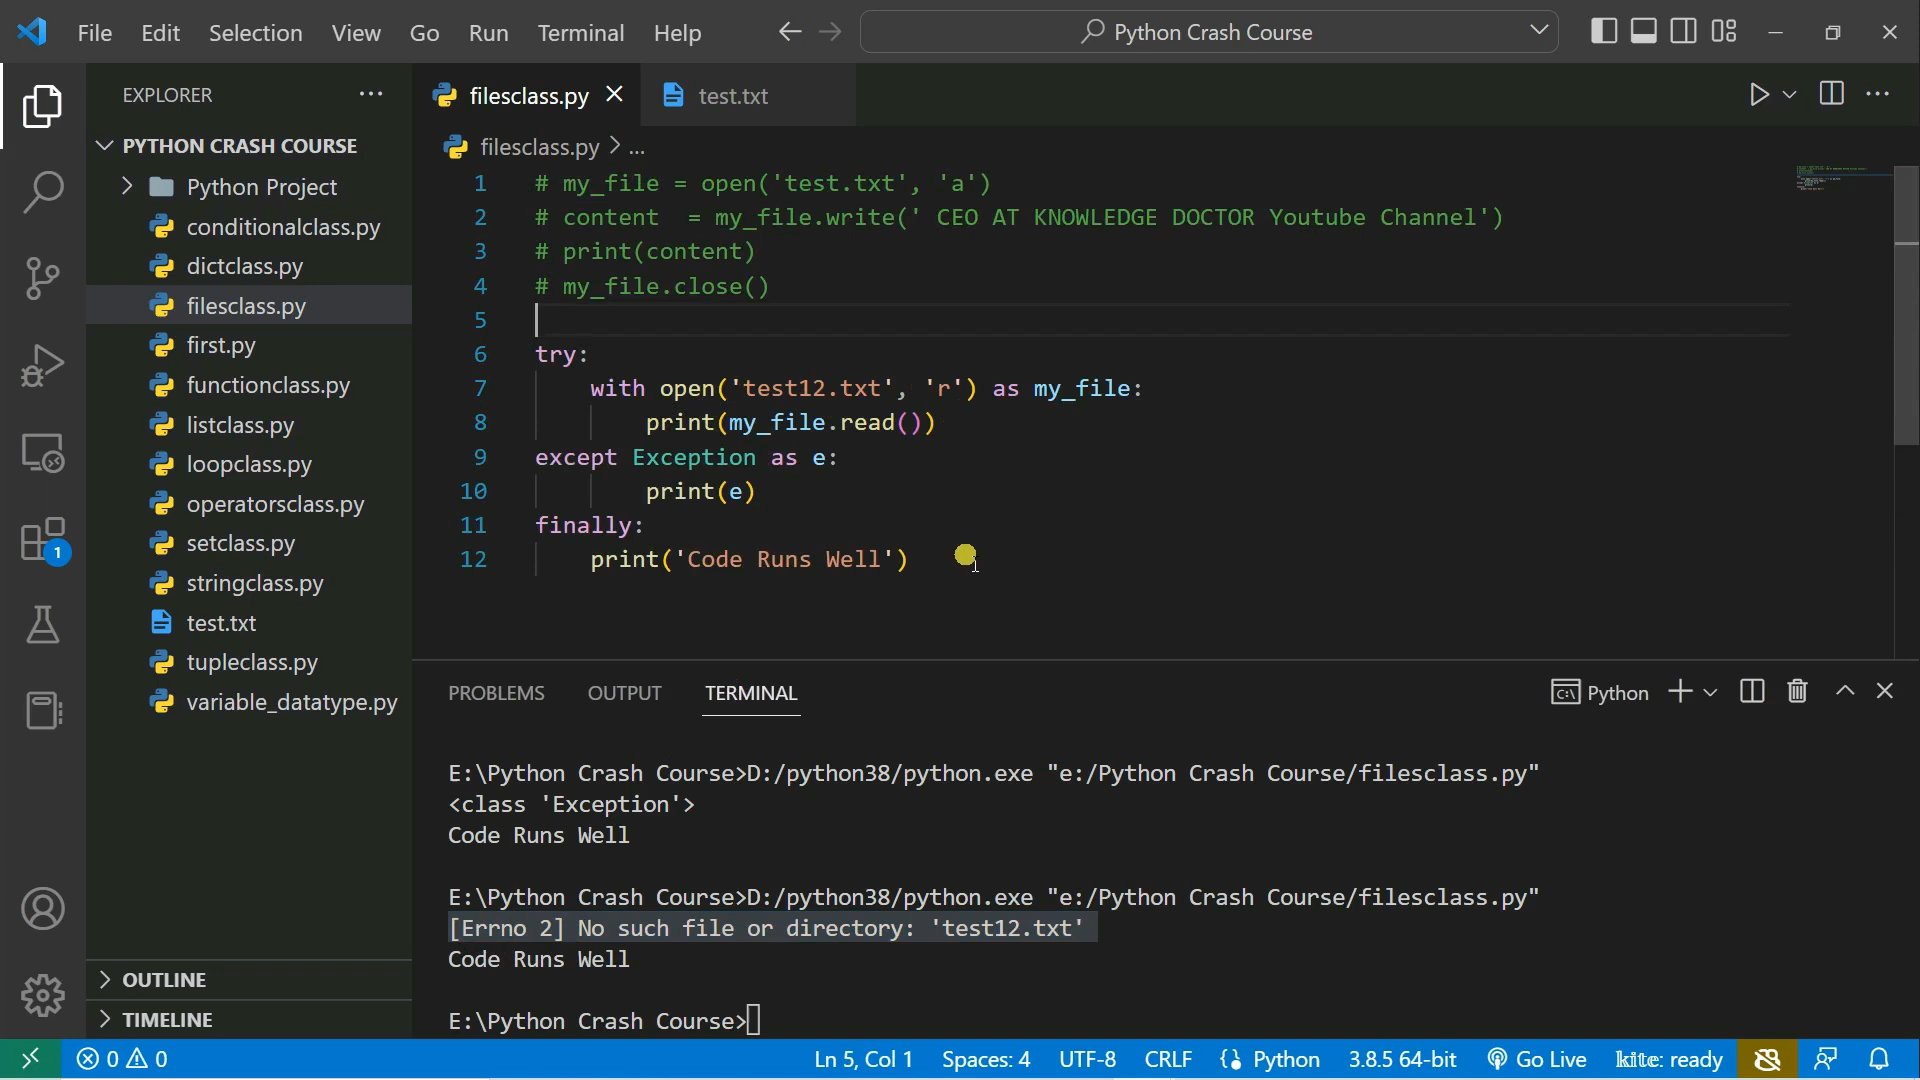 File Edit Selection View Go Run Terminal Help
Python Crash Course
EXPLORER
PYTHON CRASH COURSE
Python Project
conditionalclass.py
dictclass.py
filesclass.py
first.py
functionclass.py
listclass.py
loopclass.py
operatorsclass.py
setclass.py
stringclass.py
test.txt
tupleclass.py
variable_datatype.py
OUTLINE
TIMELINE
1
filesclass.py test.txt
filesclass.py > ...
1 # my_file = open('test.txt', 'a')
2 # content  = my_file.write(' CEO AT KNOWLEDGE DOCTOR Youtube Channel')
3 # print(content)
4 # my_file.close()
5
6 try:
7     with open('test12.txt', 'r') as my_file:
8         print(my_file.read())
9 except Exception as e:
10         print(e)
11 finally:
12     print('Code Runs Well')
PROBLEMS OUTPUT TERMINAL
Python
E:\Python Crash Course>D:/python38/python.exe "e:/Python Crash Course/filesclass.py"
<class 'Exception'>
Code Runs Well
E:\Python Crash Course>D:/python38/python.exe "e:/Python Crash Course/filesclass.py"
[Errno 2] No such file or directory: 'test12.txt'
Code Runs Well
E:\Python Crash Course>
0 0 Ln 5, Col 1 Spaces: 4 UTF-8 CRLF Python 3.8.5 64-bit Go Live kite: ready